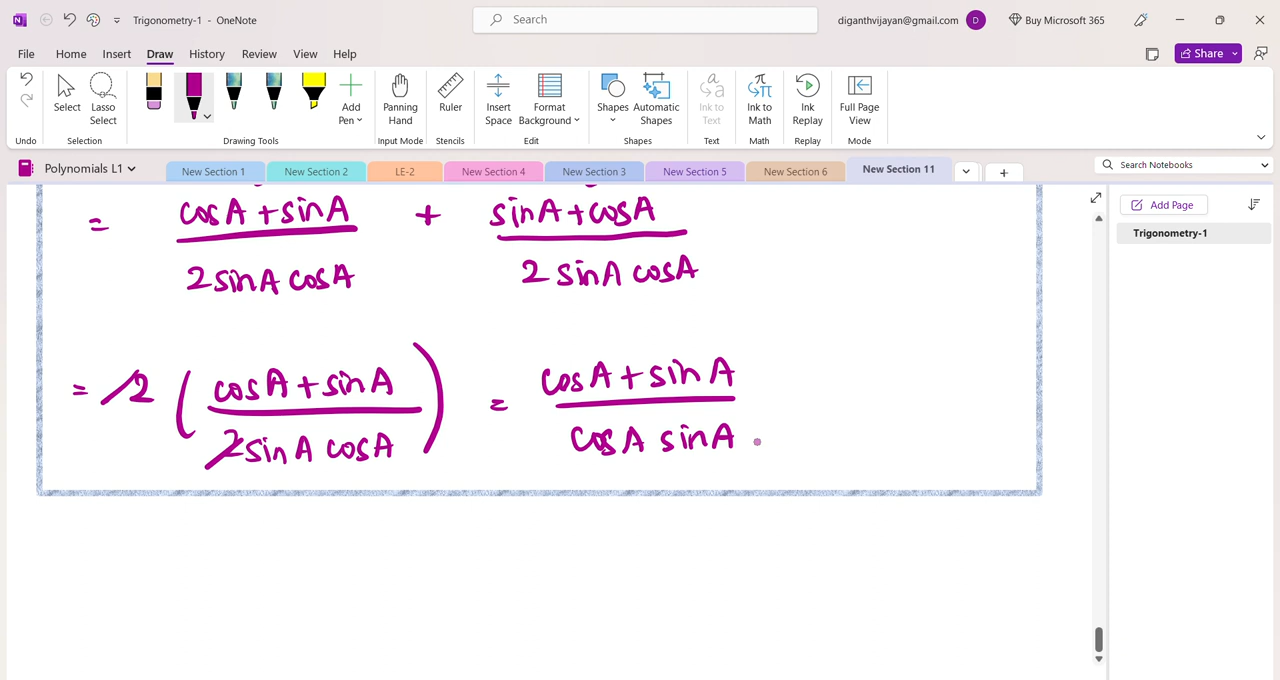 Trigonometry-1 - OneNote
Search
diganthvijayan@gmail.com
D
Buy Microsoft 365
File Home Insert Draw History Review View Help
Share
Undo
Select
Lasso Select
Selection
Drawing Tools
Add Pen
Panning Hand
Input Mode
Ruler
Stencils
Insert Space
Format Background
Edit
Shapes
Automatic Shapes
Shapes
Ink to Text
Text
Ink to Math
Math
Ink Replay
Replay
Full Page View
Mode
Polynomials L1
New Section 1 New Section 2 LE-2 New Section 4 New Section 3 New Section 5 New Section 6 New Section 11
Search Notebooks
Add Page
Trigonometry-1
= cosA + sinA / 2 sinA cosA + sinA + cosA / 2 sinA cosA
= 2 ( cosA + sinA / 2 sinA cosA ) = cosA + sinA / cosA sinA